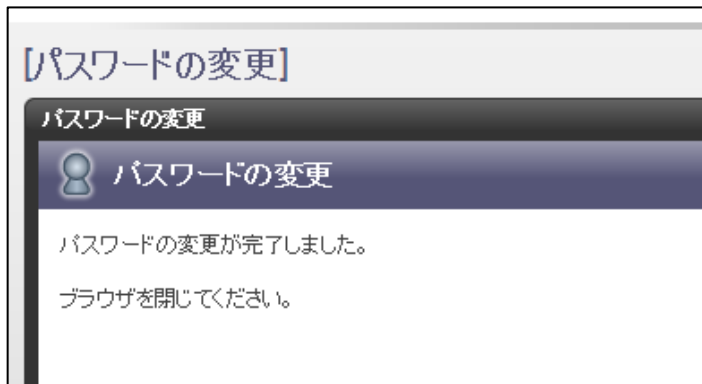 [パスワードの変更]
パスワードの変更
パスワードの変更
パスワードの変更が完了しました。
ブラウザを閉じてください。